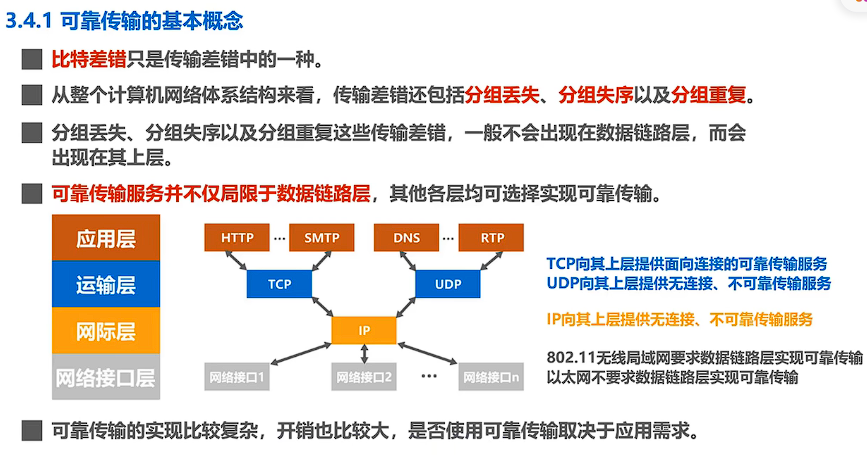 3.4.1 可靠传输的基本概念
比特差错只是传输差错中的一种。
从整个计算机网络体系结构来看，传输差错还包括分组丢失、分组失序以及分组重复。
分组丢失、分组失序以及分组重复这些传输差错，一般不会出现在数据链路层，而会
出现在其上层。
可靠传输服务并不仅局限于数据链路层，其他各层均可选择实现可靠传输。
应用层
HTTP ··· SMTP
DNS ··· RTP
运输层
TCP
UDP
TCP向其上层提供面向连接的可靠传输服务
UDP向其上层提供无连接、不可靠传输服务
网际层
IP
IP向其上层提供无连接、不可靠传输服务
网络接口层
网络接口1
网络接口2
···
网络接口n
802.11无线局域网要求数据链路层实现可靠传输
以太网不要求数据链路层实现可靠传输
可靠传输的实现比较复杂，开销也比较大，是否使用可靠传输取决于应用需求。